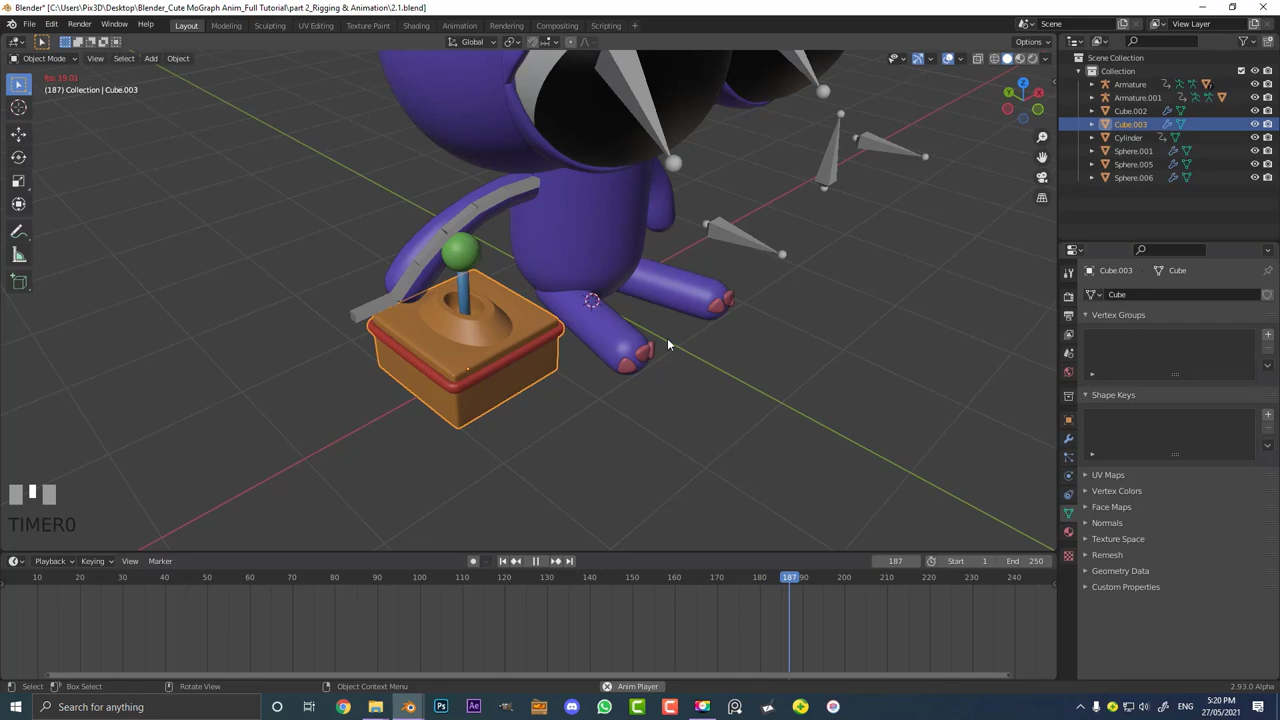 Blender* [C:\Users\Pix3D\Desktop\Blender_Cute MoGraph Anim_Full Tutorial\part 2_Rigging & Animation\2.1.blend]
File Edit Render Window Help Layout Modeling Sculpting UV Editing Texture Paint Shading Animation Rendering Compositing Scripting + Scene View Layer
Global Options
Object Mode View Select Add Object
fps: 19.01
(187) Collection | Cube.003
Scene Collection
Collection
Armature
Armature.001
Cube.002
Cube.003
Cylinder
Sphere.001
Sphere.005
Sphere.006
Cube.003 Cube
Cube
Vertex Groups
Shape Keys
UV Maps
Vertex Colors
Face Maps
Normals
Texture Space
Remesh
Geometry Data
Custom Properties
TIMER0
Playback Keying View Marker 187 Start 1 End 250
10 20 30 40 50 60 70 80 90 100 110 120 130 140 150 160 170 180 187 90 200 210 220 230 240
Select Box Select Rotate View Object Context Menu Anim Player 2.93.0 Alpha
Type here to search
Search for anything
ENG 5:20 PM
27/05/2021